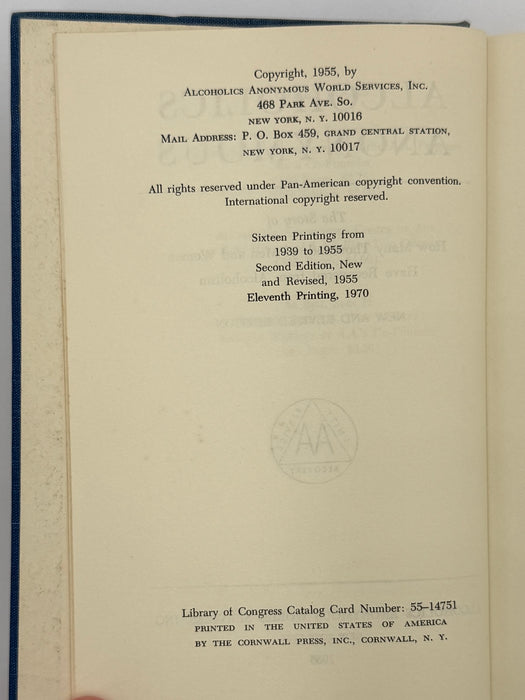 Copyright, 1955, by
Alcoholics Anonymous World Services, Inc.
468 Park Ave. So.
NEW YORK, N. Y. 10016
Mail Address: P. O. Box 459, GRAND CENTRAL STATION,
NEW YORK, N. Y. 10017
All rights reserved under Pan-American copyright convention.
International copyright reserved.
Sixteen Printings from
1939 to 1955
Second Edition, New
and Revised, 1955
Eleventh Printing, 1970
Library of Congress Catalog Card Number: 55–14751
PRINTED IN THE UNITED STATES OF AMERICA
BY THE CORNWALL PRESS, INC., CORNWALL, N. Y.